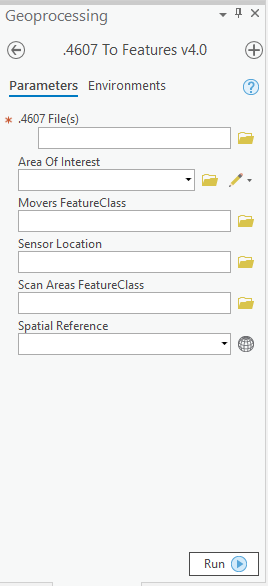 Geoprocessing
.4607 To Features v4.0
Parameters Environments
* .4607 File(s)
Area Of Interest
Movers FeatureClass
Sensor Location
Scan Areas FeatureClass
Spatial Reference
Run